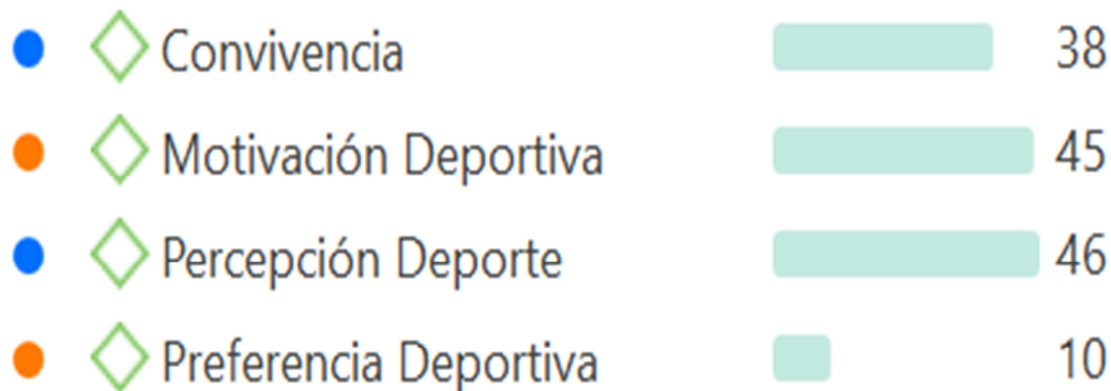 Convivencia 38
Motivación Deportiva 45
Percepción Deporte 46
Preferencia Deportiva 10